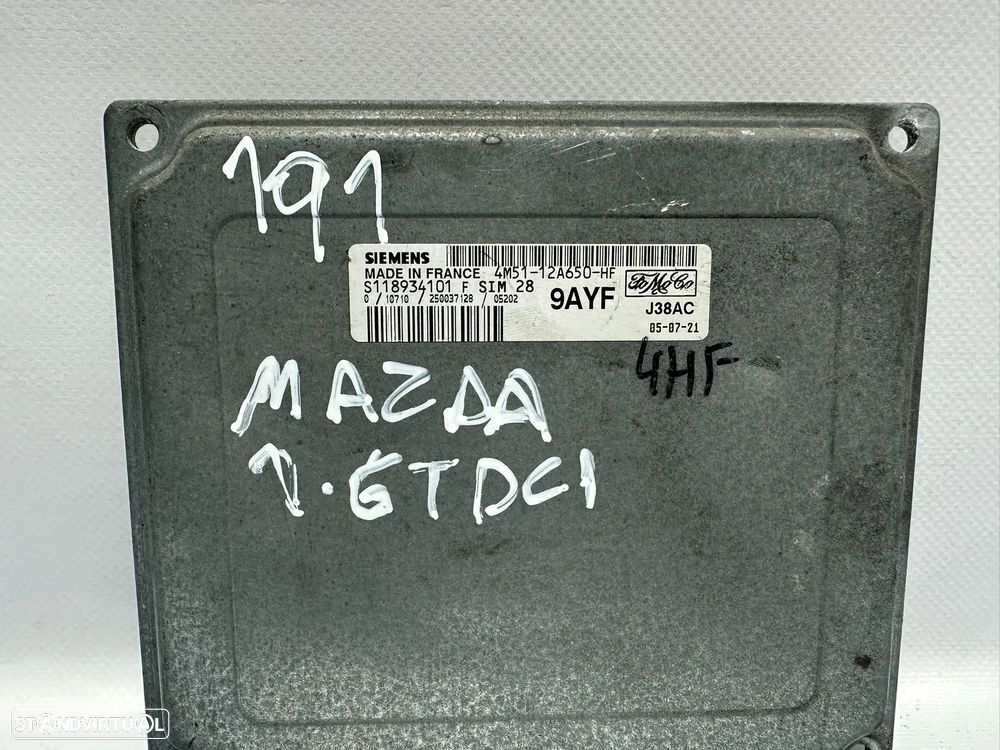 191
SIEMENS
MADE IN FRANCE 4M51-12A650-HF
S118934101 F SIM 28
0 / 10710 / 250037128 / 05202
9AYF
FoMoCo
J38AC
05-07-21
4HF
MAZDA
1.6TDCI
STANDVIRTUAL